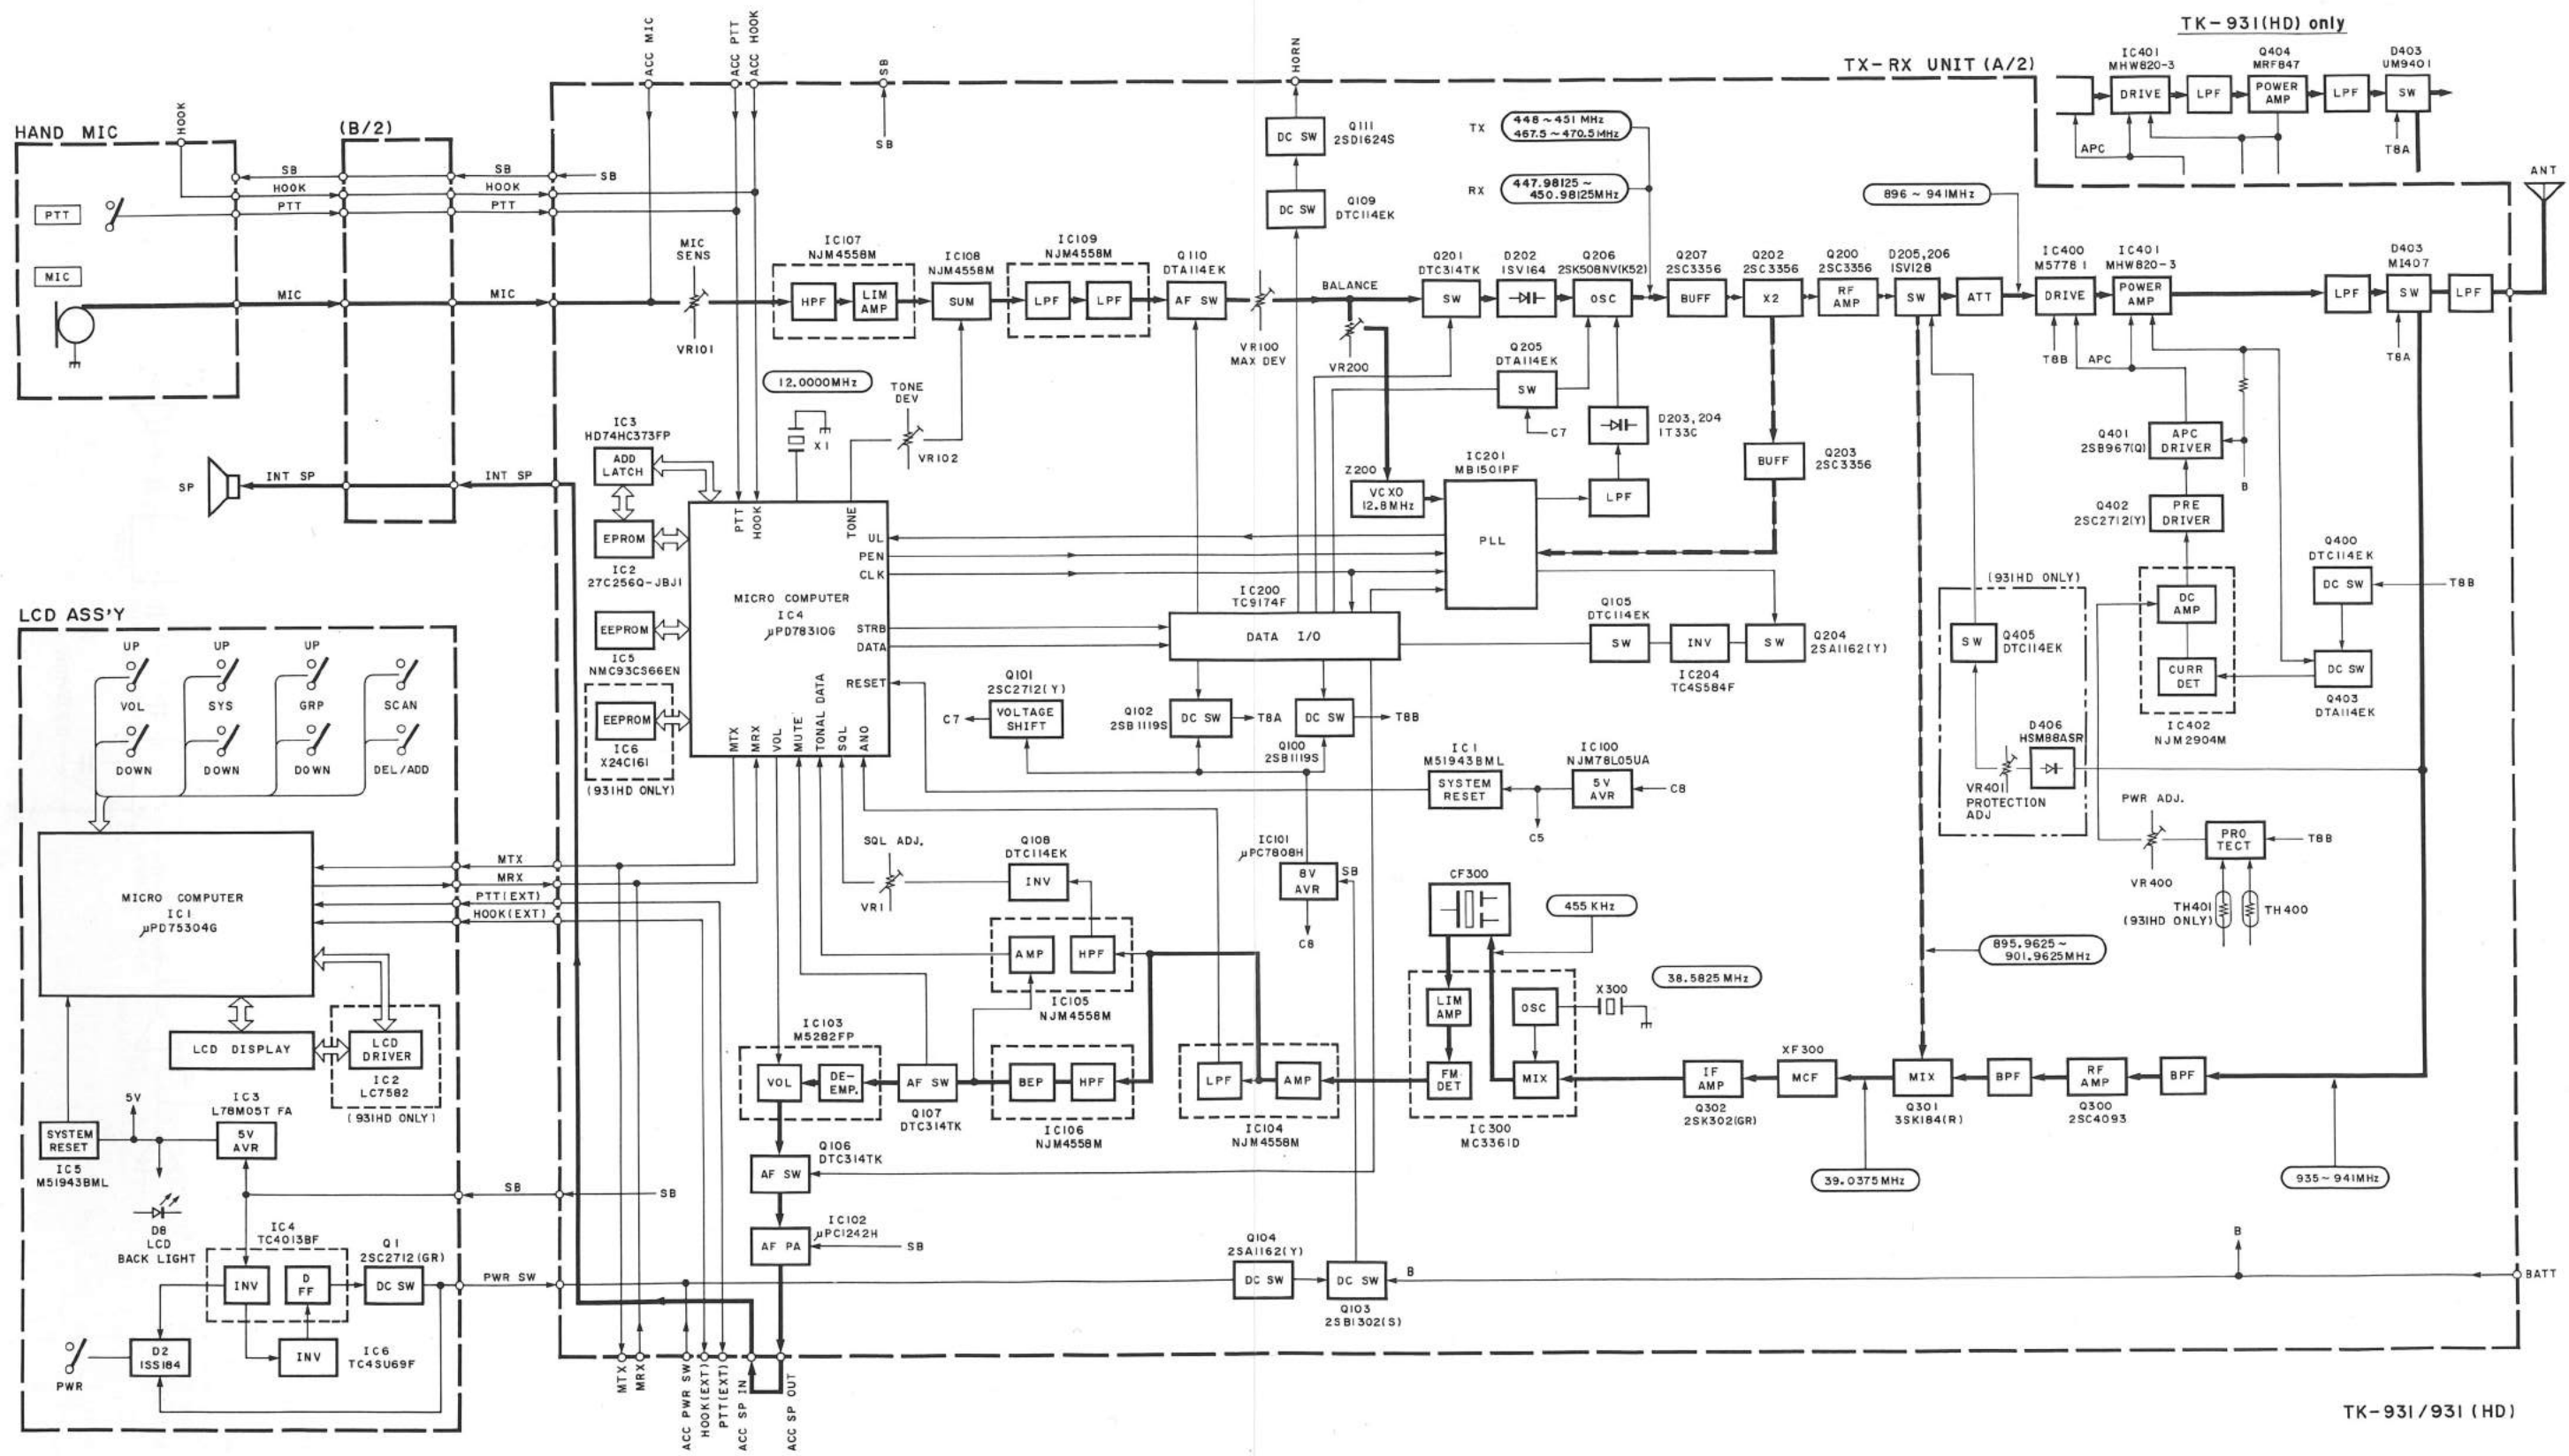 TK-931(HD) only
TX-RX UNIT (A/2)
IC401
MHW820-3
Q404
MRF847
D403
UM9401
DRIVE
LPF
POWER
AMP
LPF
SW
APC
T8A
ACC MIC
ACC PTT
ACC HOOK
SB
SB
HORN
HAND MIC
HOOK
(B/2)
SB
SB
SB
HOOK
HOOK
PTT
PTT
PTT
MIC
MIC
MIC
DC SW
Q111
2SD1624S
DC SW
Q109
DTC114EK
TX
448~451 MHz
467.5~470.5MHz
RX
447.98125~
450.98125MHz
896~941MHz
ANT
MIC
SENS
VR101
IC107
NJM4558M
HPF
LIM
AMP
IC108
NJM4558M
SUM
IC109
NJM4558M
LPF
LPF
Q110
DTA114EK
AF SW
VR100
MAX DEV
BALANCE
VR200
Q201
DTC314TK
SW
D202
ISV164
Q206
2SK508NV(K52)
OSC
Q207
2SC3356
BUFF
Q202
2SC3356
X2
Q200
2SC3356
RF
AMP
D205,206
ISV128
SW
ATT
IC400
M57781
DRIVE
IC401
MHW820-3
POWER
AMP
LPF
D403
MI407
SW
LPF
T8B
APC
T8A
12.0000MHz
TONE
DEV
VR102
X1
Q205
DTA114EK
SW
C7
D203,204
IT33C
LPF
Z200
VCXO
12.8MHz
IC201
MB1501PF
PLL
BUFF
Q203
2SC3356
Q401
2SB967(Q)
APC
DRIVER
B
Q402
2SC2712(Y)
PRE
DRIVER
Q400
DTC114EK
DC SW
T8B
DC SW
Q403
DTA114EK
DC
AMP
CURR
DET
IC402
NJM2904M
SP
INT SP
INT SP
IC3
HD74HC373FP
ADD
LATCH
EPROM
IC2
27C256Q-JBJ1
EEPROM
IC5
NMC93CS66EN
EEPROM
IC6
X24C161
(931HD ONLY)
PTT
HOOK
TONE
UL
PEN
CLK
MICRO COMPUTER
IC4
μPD78310G
STRB
DATA
RESET
MTX
MRX
VOL
MUTE
TONAL DATA
SQL
ANO
IC200
TC9174F
DATA I/O
Q105
DTC114EK
SW
INV
IC204
TC4S584F
SW
Q204
2SA1162(Y)
(931HD ONLY)
SW
Q405
DTC114EK
D406
HSM88ASR
VR401
PROTECTION
ADJ
Q101
2SC2712(Y)
C7
VOLTAGE
SHIFT
Q102
2SB1119S
DC SW
T8A
DC SW
T8B
Q100
2SB1119S
IC1
M51943BML
SYSTEM
RESET
IC100
NJM78L05UA
5V
AVR
C8
C5
PWR ADJ.
VR400
PRO
TECT
T8B
TH401
(931HD ONLY)
TH400
LCD ASS'Y
UP
UP
UP
VOL
SYS
GRP
SCAN
DOWN
DOWN
DOWN
DEL/ADD
MICRO COMPUTER
IC1
μPD75304G
MTX
MRX
PTT(EXT)
HOOK(EXT)
LCD DISPLAY
LCD
DRIVER
IC2
LC7582
(931HD ONLY)
SQL ADJ.
VR1
Q108
DTC114EK
INV
AMP
HPF
IC105
NJM4558M
IC101
μPC7808H
8V
AVR
SB
C8
CF300
455 KHz
38.5825MHz
895.9625~
901.9625MHz
LIM
AMP
OSC
X300
FM
DET
MIX
IC300
MC3361D
IC103
M5282FP
VOL
DE-
EMP.
AF SW
Q107
DTC314TK
BEP
HPF
IC106
NJM4558M
LPF
AMP
IC104
NJM4558M
IF
AMP
Q302
2SK302(GR)
XF300
MCF
MIX
Q301
3SK184(R)
BPF
RF
AMP
Q300
2SC4093
BPF
39.0375MHz
935~941MHz
5V
SYSTEM
RESET
IC5
M51943BML
IC3
L78M05T FA
5V
AVR
D8
LCD
BACK LIGHT
SB
SB
Q106
DTC314TK
AF SW
IC102
μPC1242H
AF PA
SB
IC4
TC4013BF
INV
D
FF
Q1
2SC2712(GR)
DC SW
PWR SW
PWR
D2
ISS184
INV
IC6
TC4SU69F
Q104
2SA1162(Y)
DC SW
DC SW
Q103
2SB1302(S)
B
B
BATT
MTX
MRX
ACC PWR SW
HOOK(EXT)
PTT(EXT)
ACC SP IN
ACC SP OUT
TK-931/931 (HD)